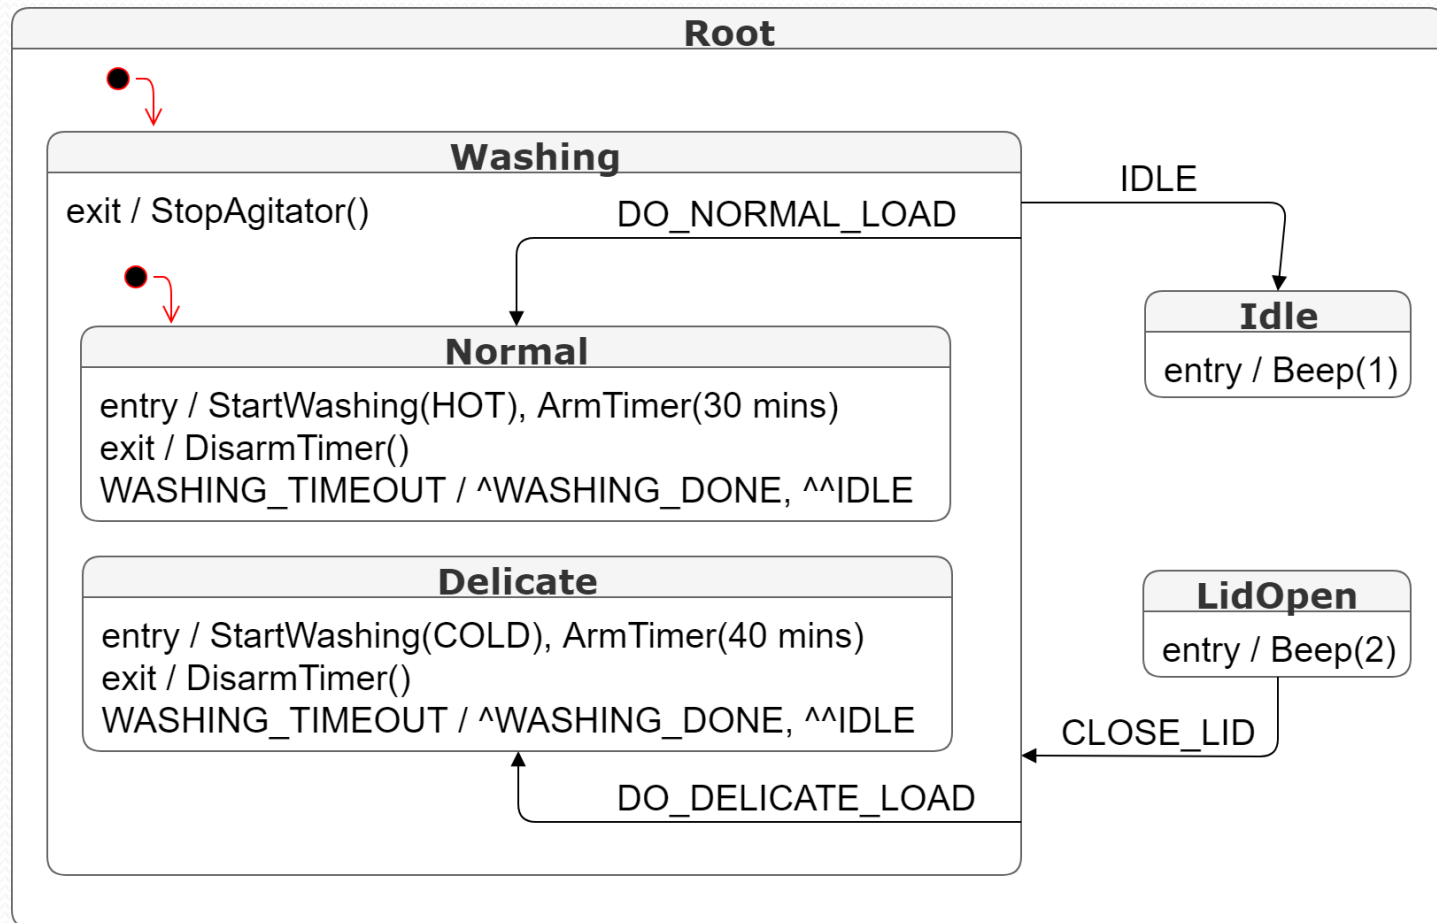 Root
Washing
exit / StopAgitator()
DO_NORMAL_LOAD
IDLE
Normal
entry / StartWashing(HOT), ArmTimer(30 mins)
exit / DisarmTimer()
WASHING_TIMEOUT / ^WASHING_DONE, ^^IDLE
Idle
entry / Beep(1)
Delicate
entry / StartWashing(COLD), ArmTimer(40 mins)
exit / DisarmTimer()
WASHING_TIMEOUT / ^WASHING_DONE, ^^IDLE
LidOpen
entry / Beep(2)
CLOSE_LID
DO_DELICATE_LOAD